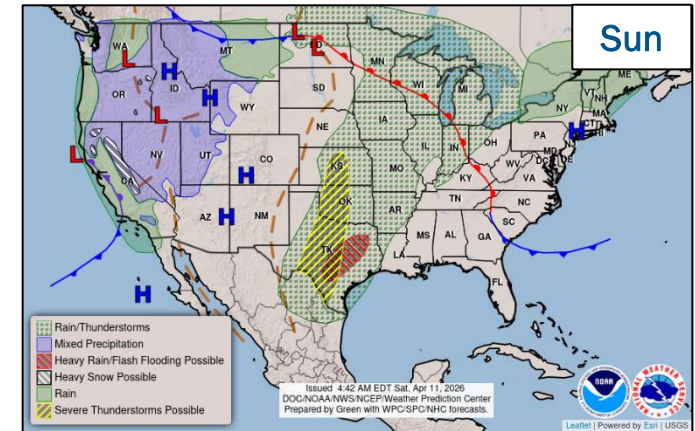 Sun
WA
MT
ND
MN
OR
ID
WI
MI
ME
VT
NH
NY
MA
CT
RI
SD
WY
IA
NE
PA
NJ
OH
IN
IL
MD
DE
DC
NV
UT
CO
KS
MO
WV
VA
KY
CA
OK
TN
NC
AZ
NM
AR
SC
MS
AL
GA
TX
LA
FL
L
L
L
L
L
L
H
H
H
H
H
H
Rain/Thunderstorms
Mixed Precipitation
Heavy Rain/Flash Flooding Possible
Heavy Snow Possible
Rain
Severe Thunderstorms Possible
Issued 4:42 AM EDT Sat, Apr 11, 2026
DOC/NOAA/NWS/NCEP/Weather Prediction Center
Prepared by Green with WPC/SPC/NHC forecasts.
NOAA
NATIONAL WEATHER SERVICE
Leaflet | Powered by Esri | USGS